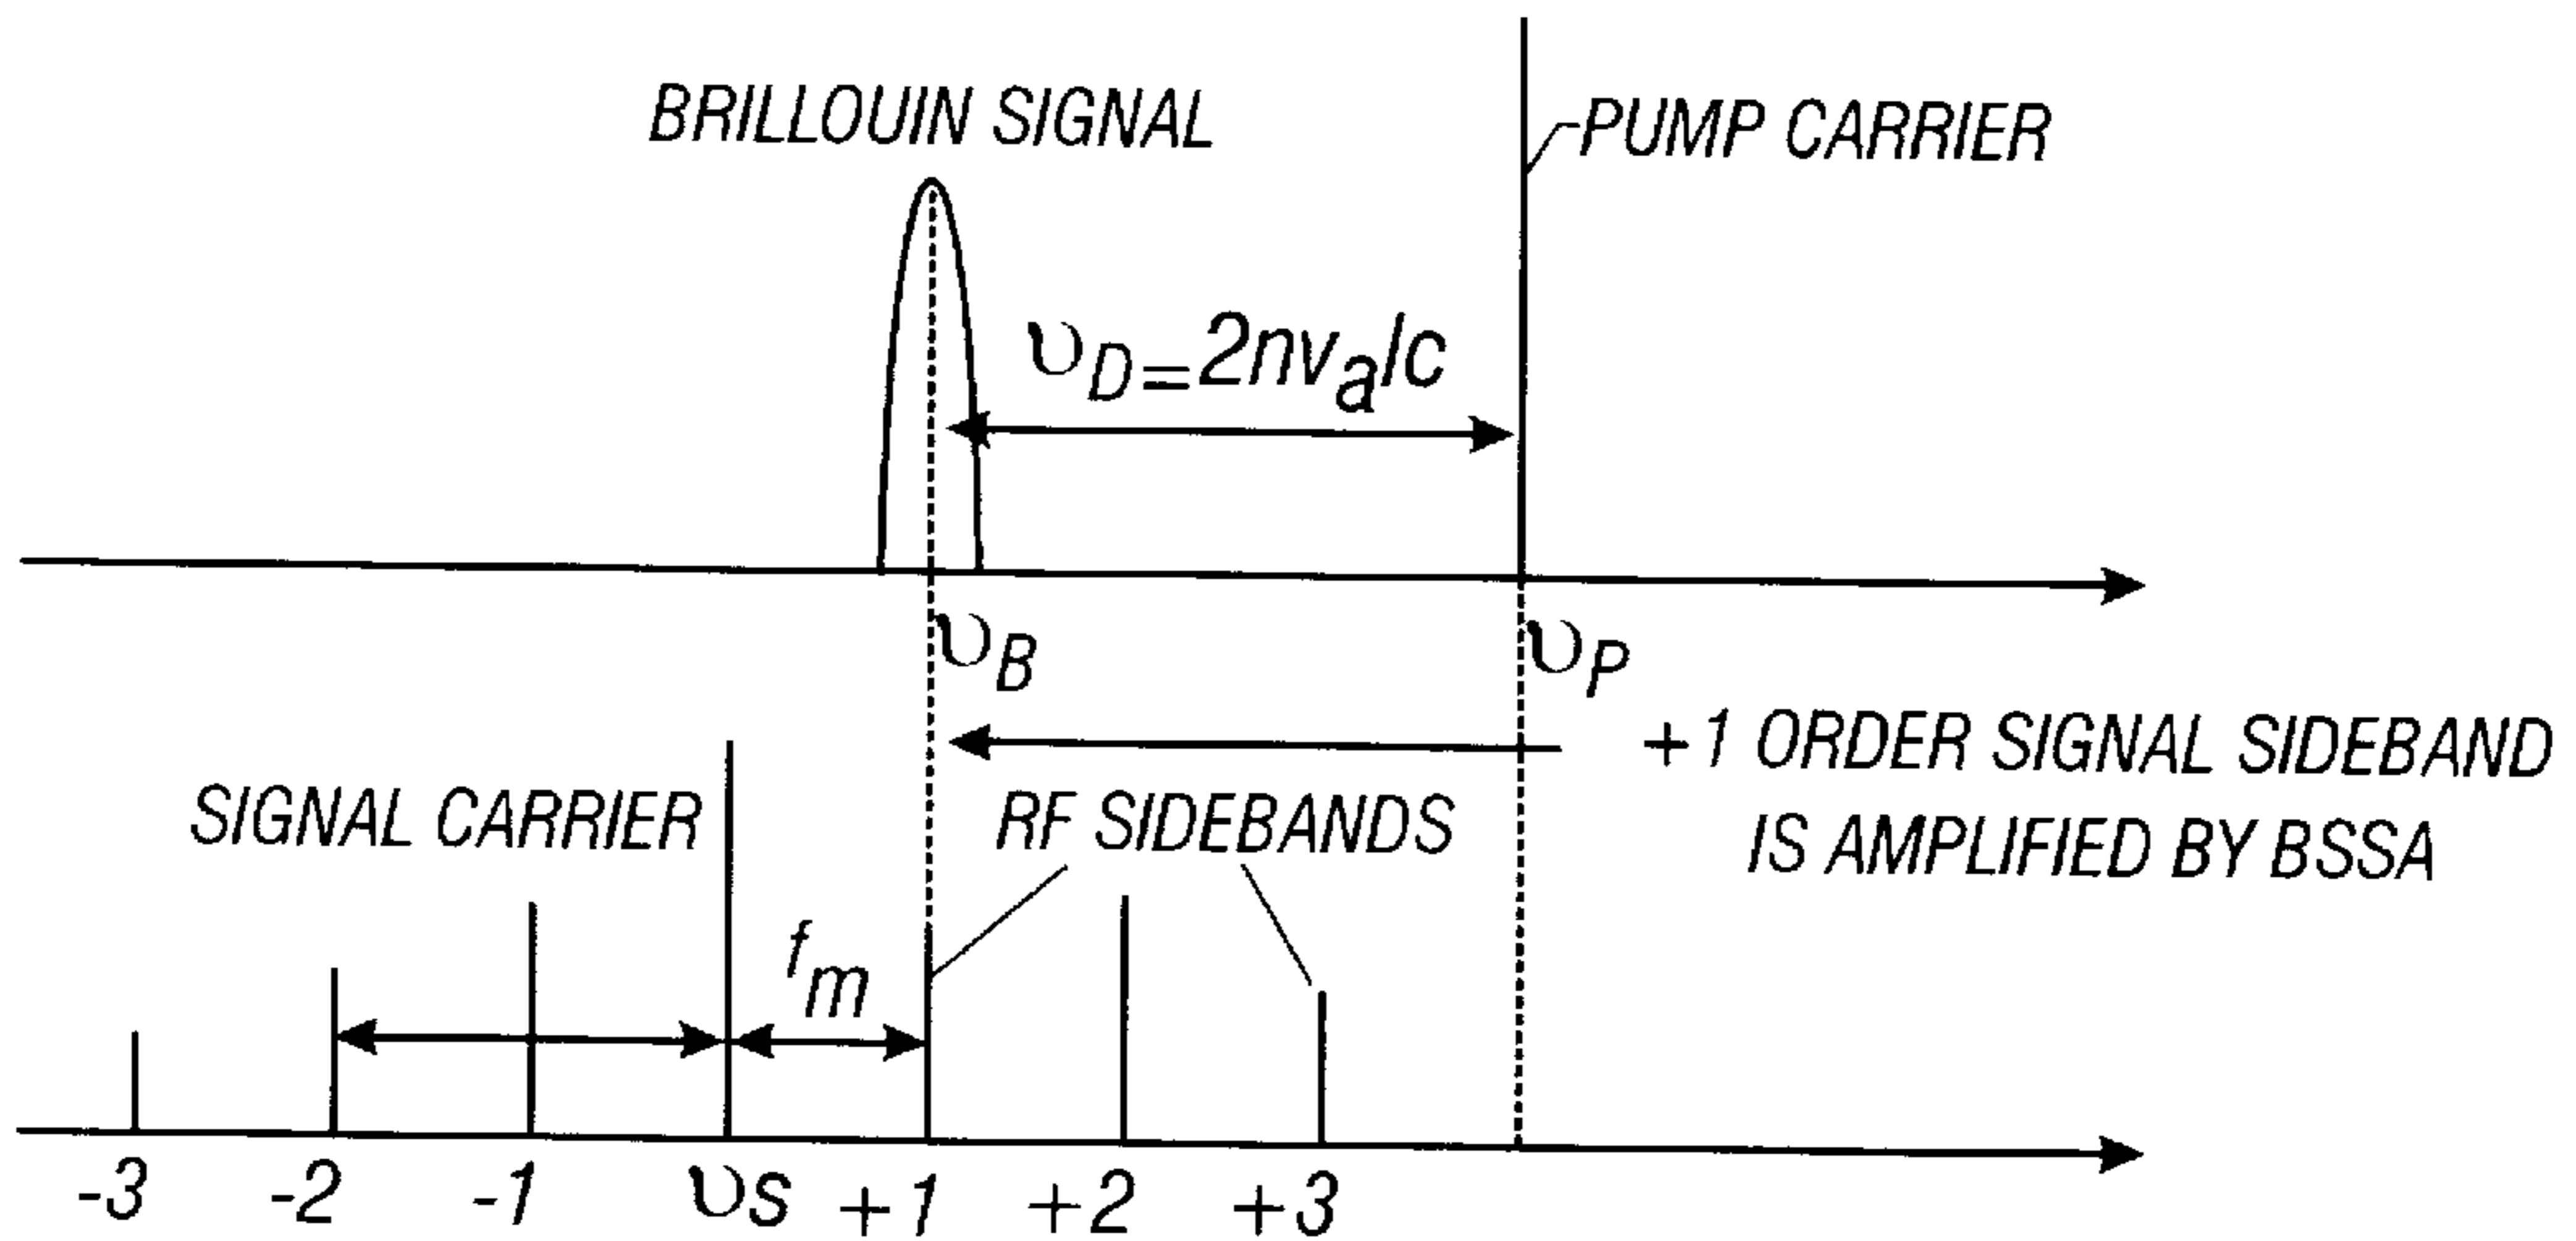 BRILLOUIN SIGNAL
PUMP CARRIER
υD=2nva/c
υB
υP
+1 ORDER SIGNAL SIDEBAND
IS AMPLIFIED BY BSSA
SIGNAL CARRIER
RF SIDEBANDS
fm
-3 -2 -1 υS +1 +2 +3